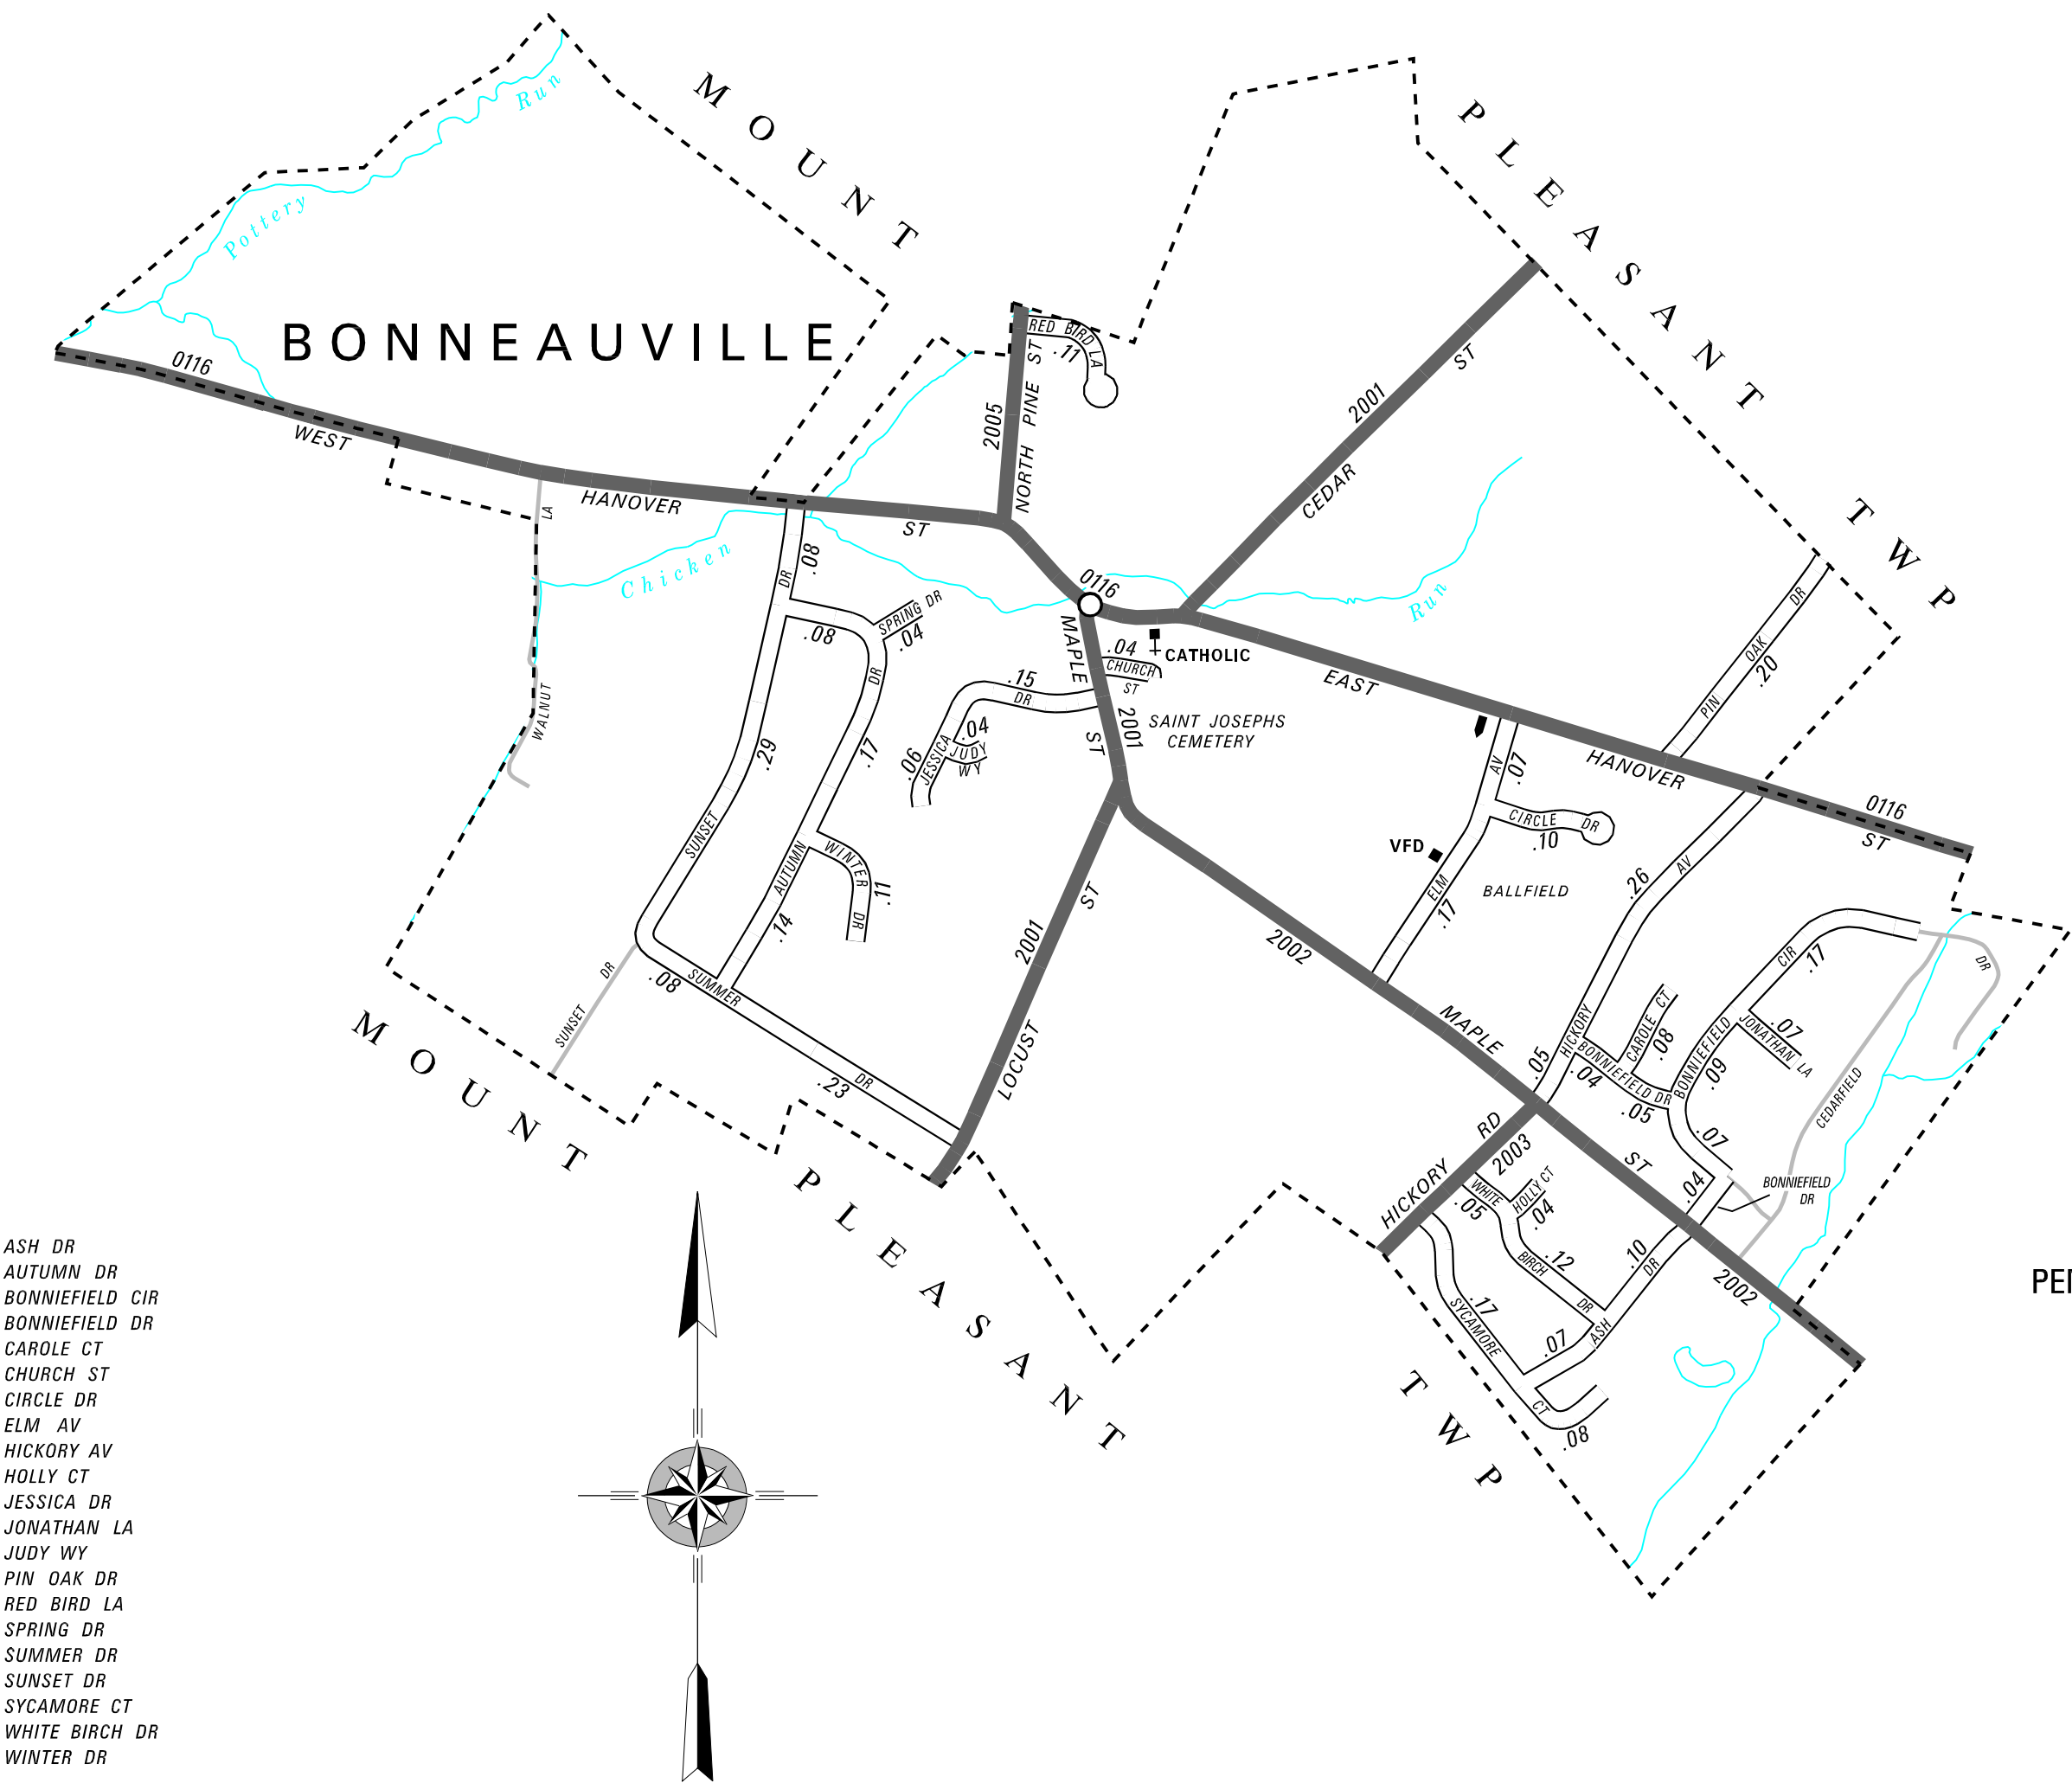 MOUNT
PLEASANT
TWP
Run
Pottery
BONNEAUVILLE
0116
WEST
HANOVER
ST
LA
WALNUT
RED BIRD LA
.11
2005
NORTH PINE ST
2001
CEDAR ST
Chicken
Run
.08
DR
.08
SPRING DR
.04
0116
MAPLE
.04
CHURCH
ST
CATHOLIC
EAST
HANOVER
0116
ST
PIN OAK DR
.20
.15
DR
.04
JUDY
WY
.06
JESSICA
2001
ST
SAINT JOSEPHS
CEMETERY
DR
.17
.29
SUNSET
AUTUMN
WINTER
DR
.11
.14
.08
SUMMER
DR
.23
SUNSET DR
2001
LOCUST ST
AV
.07
CIRCLE DR
.10
VFD
ELM
.17
BALLFIELD
.26
AV
HICKORY
.05
2002
MAPLE
ST
2002
CAROLE CT
.08
BONNIEFIELD DR
.04
.05
BONNIEFIELD
CIR
.17
.09
.07
JONATHAN LA
.07
.04
CEDARFIELD
DR
BONNIEFIELD
DR
HICKORY RD
2003
WHITE
.05
HOLLY CT
.04
BIRCH
.12
DR
.10
DR
ASH
.07
SYCAMORE
.17
CT
.08
MOUNT
PLEASANT
TWP
PE
ASH DR
AUTUMN DR
BONNIEFIELD CIR
BONNIEFIELD DR
CAROLE CT
CHURCH ST
CIRCLE DR
ELM AV
HICKORY AV
HOLLY CT
JESSICA DR
JONATHAN LA
JUDY WY
PIN OAK DR
RED BIRD LA
SPRING DR
SUMMER DR
SUNSET DR
SYCAMORE CT
WHITE BIRCH DR
WINTER DR